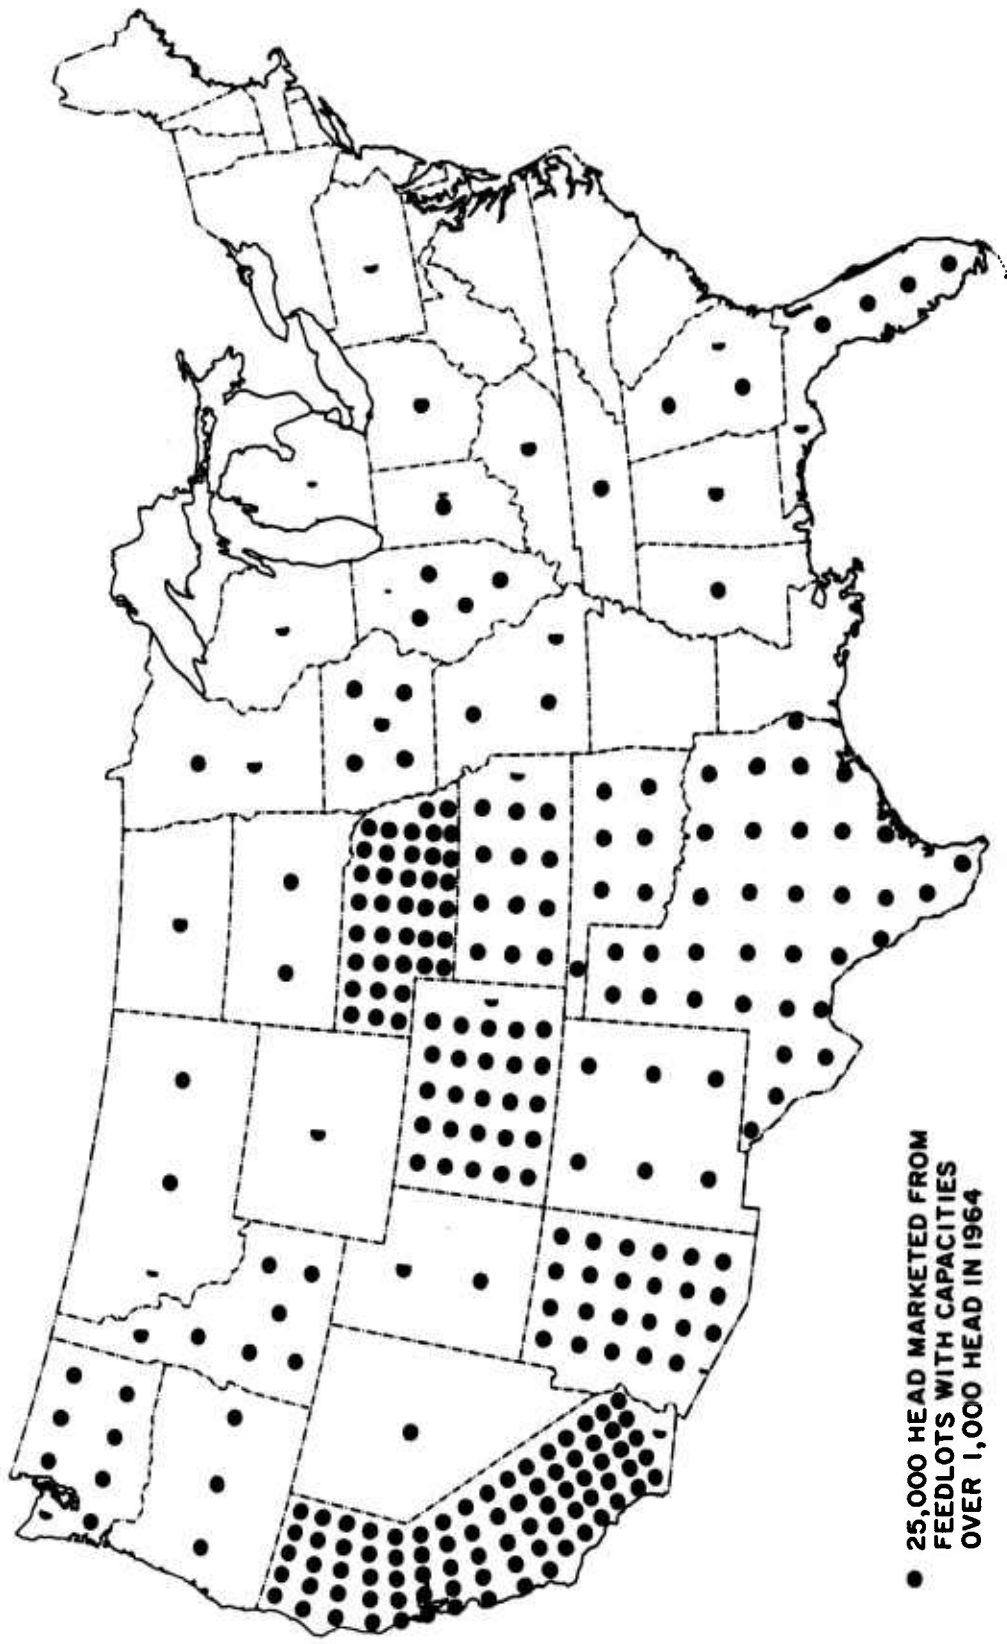 25,000 HEAD MARKETED FROM
FEEDLOTS WITH CAPACITIES
OVER 1,000 HEAD IN 1964